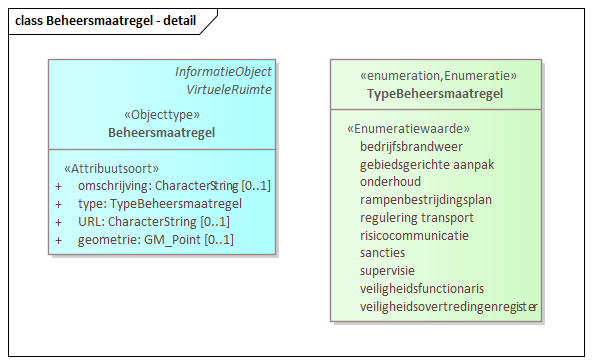 class Beheersmaatregel - detail
InformatieObject
VirtueleRuimte
«Objecttype»
Beheersmaatregel
«Attribuutsoort»
+ omschrijving: CharacterString [0..1]
+ type: TypeBeheersmaatregel
+ URL: CharacterString [0..1]
+ geometrie: GM_Point [0..1]
«enumeration,Enumeratie»
TypeBeheersmaatregel
«Enumeratiewaarde»
bedrijfsbrandweer
gebiedsgerichte aanpak
onderhoud
rampenbestrijdingsplan
regulering transport
risicocommunicatie
sancties
supervisie
veiligheidsfunctionaris
veiligheidsovertredingenregister